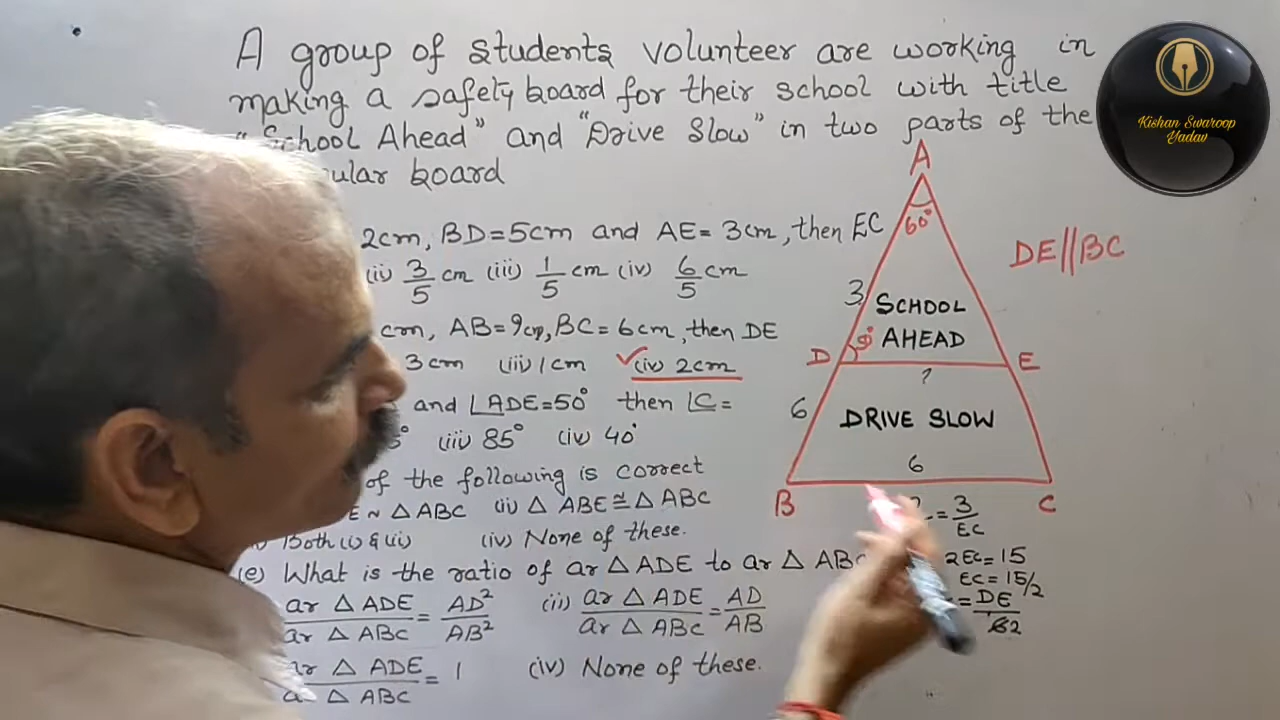 A group of students volunteer are working in
making a safety board for their school with title
"School Ahead" and "Drive Slow" in two parts of the
ular board
2cm, BD=5cm and AE= 3cm, then EC
(ii) 3/5 cm (iii) 1/5 cm (iv) 6/5 cm
cm, AB=9cm, BC=6cm, then DE
3cm (iii) 1cm (iv) 2cm
and ∠ADE=50° then ∠C=
5° (iii) 85° (iv) 40°
of the following is correct
E ~ △ABC (ii) △ ABE ≅ △ ABC
Both (i) & (ii) (iv) None of these.
(e) What is the ratio of ar △ ADE to ar △ ABC
ar △ ADE / ar △ ABC = AD² / AB² (ii) ar △ ADE / ar △ ABC = AD / AB
ar △ ADE / △ ABC = 1 (iv) None of these.
A
60°
DE||BC
3
SCHOOL
AHEAD
D
E
?
6
DRIVE SLOW
6
B
C
= 3/EC
2EC=15
EC=15/2
= DE
2
Kishan Swaroop
Yadav